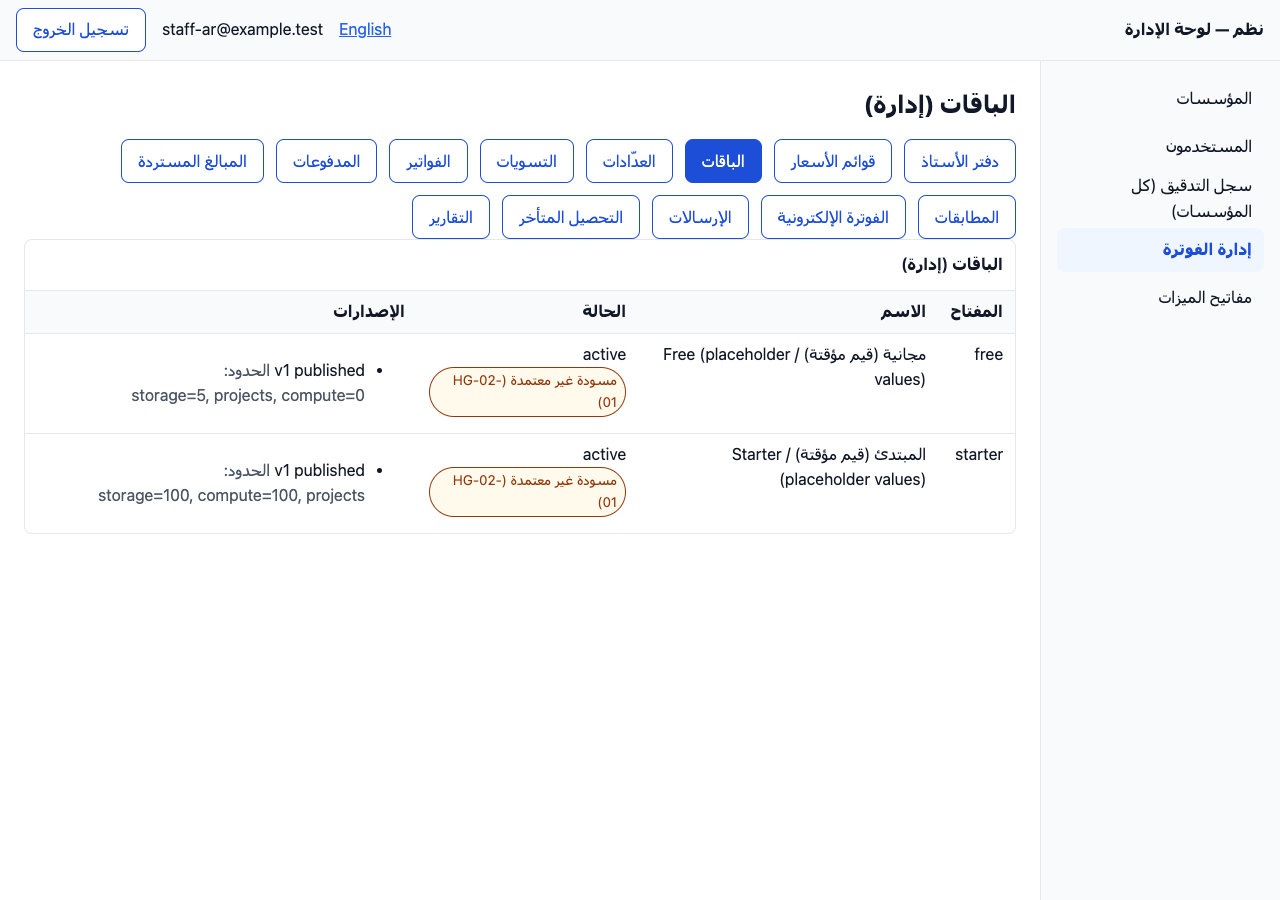 نظم — لوحة الإدارة
English
staff-ar@example.test
تسجيل الخروج
المؤسسات
المستخدمون
سجل التدقيق (كل
المؤسسات)
إدارة الفوترة
مفاتيح الميزات
الباقات (إدارة)
دفتر الأستاذ
قوائم الأسعار
الباقات
العدّادات
التسويات
الفواتير
المدفوعات
المبالغ المستردة
المطابقات
الفوترة الإلكترونية
الإرسالات
التحصيل المتأخر
التقارير
الباقات (إدارة)
المفتاح الاسم الحالة الإصدارات
free
مجانية (قيم مؤقتة) / Free (placeholder
values)
active
مسودة غير معتمدة (HG-02-
01)
v1 published الحدود:
storage=5, projects, compute=0
starter
المبتدئ (قيم مؤقتة) / Starter
(placeholder values)
active
مسودة غير معتمدة (HG-02-
01)
v1 published الحدود:
storage=100, compute=100, projects